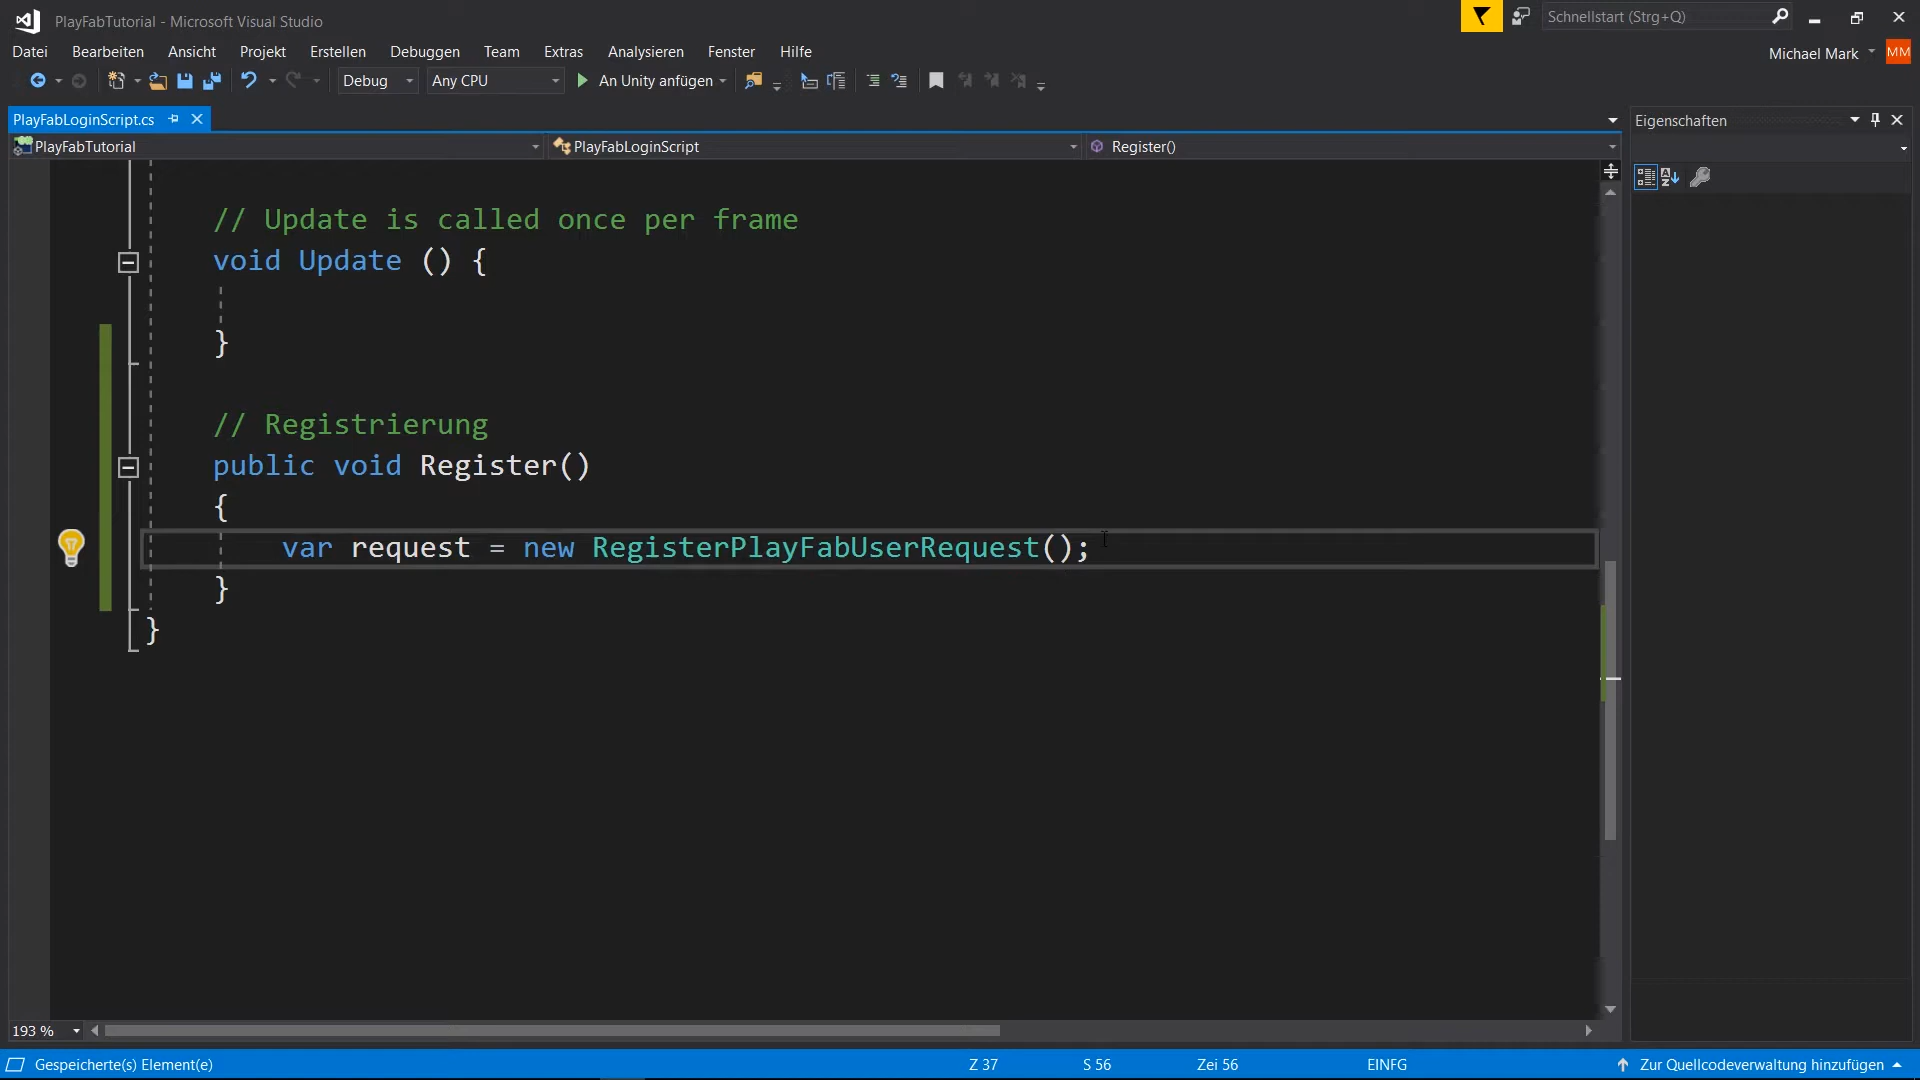 PlayFabTutorial - Microsoft Visual Studio
Schnellstart (Strg+Q)
Datei Bearbeiten Ansicht Projekt Erstellen Debuggen Team Extras Analysieren Fenster Hilfe
Michael Mark MM
Debug Any CPU An Unity anfügen
PlayFabLoginScript.cs
Eigenschaften
PlayFabTutorial PlayFabLoginScript Register()
// Update is called once per frame
void Update () {
}
// Registrierung
public void Register()
{
var request = new RegisterPlayFabUserRequest();
}
}
193 %
Gespeicherte(s) Element(e) Z 37 S 56 Zei 56 EINFG Zur Quellcodeverwaltung hinzufügen